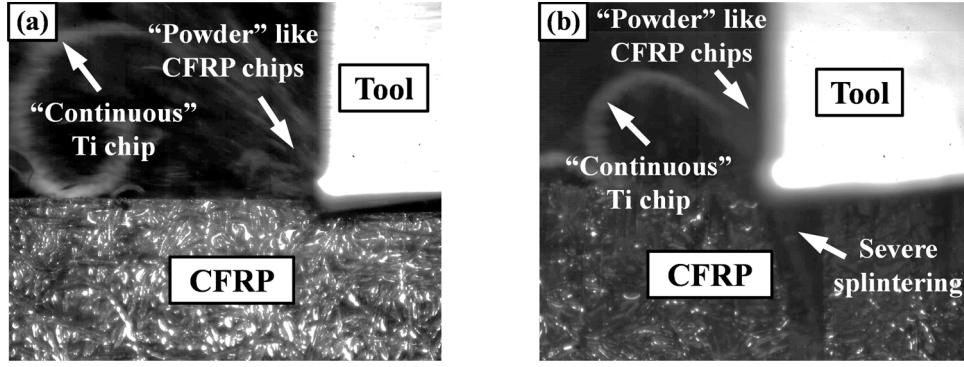 (a)
“Powder” like
CFRP chips
Tool
“Continuous”
Ti chip
CFRP
(b)
“Powder” like
CFRP chips
Tool
“Continuous”
Ti chip
Severe
splintering
CFRP